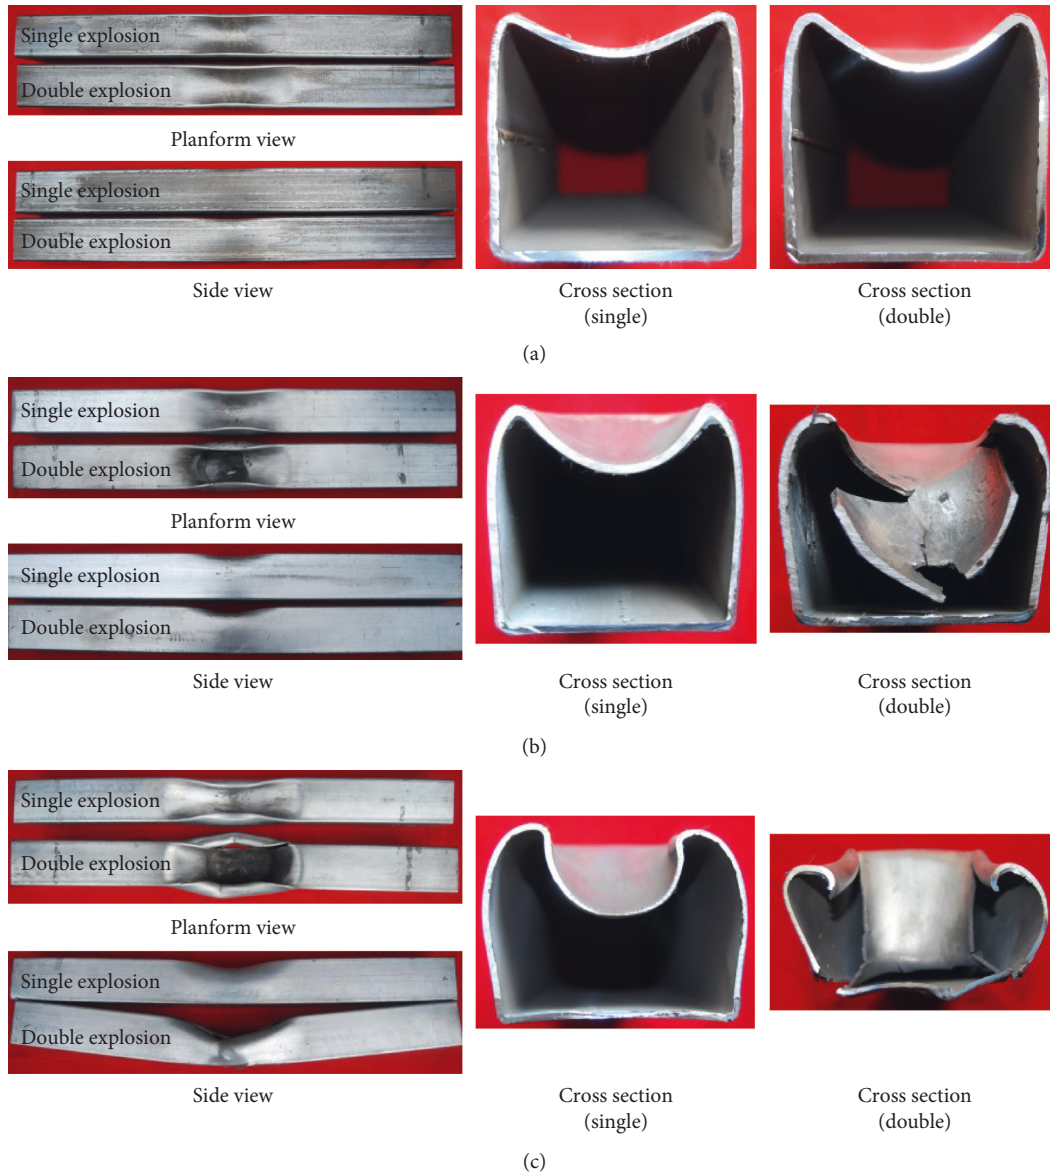 Single explosion
Double explosion
Planform view
Single explosion
Double explosion
Side view
Cross section
(single)
Cross section
(double)
(a)
Single explosion
Double explosion
Planform view
Single explosion
Double explosion
Side view
Cross section
(single)
Cross section
(double)
(b)
Single explosion
Double explosion
Planform view
Single explosion
Double explosion
Side view
Cross section
(single)
Cross section
(double)
(c)